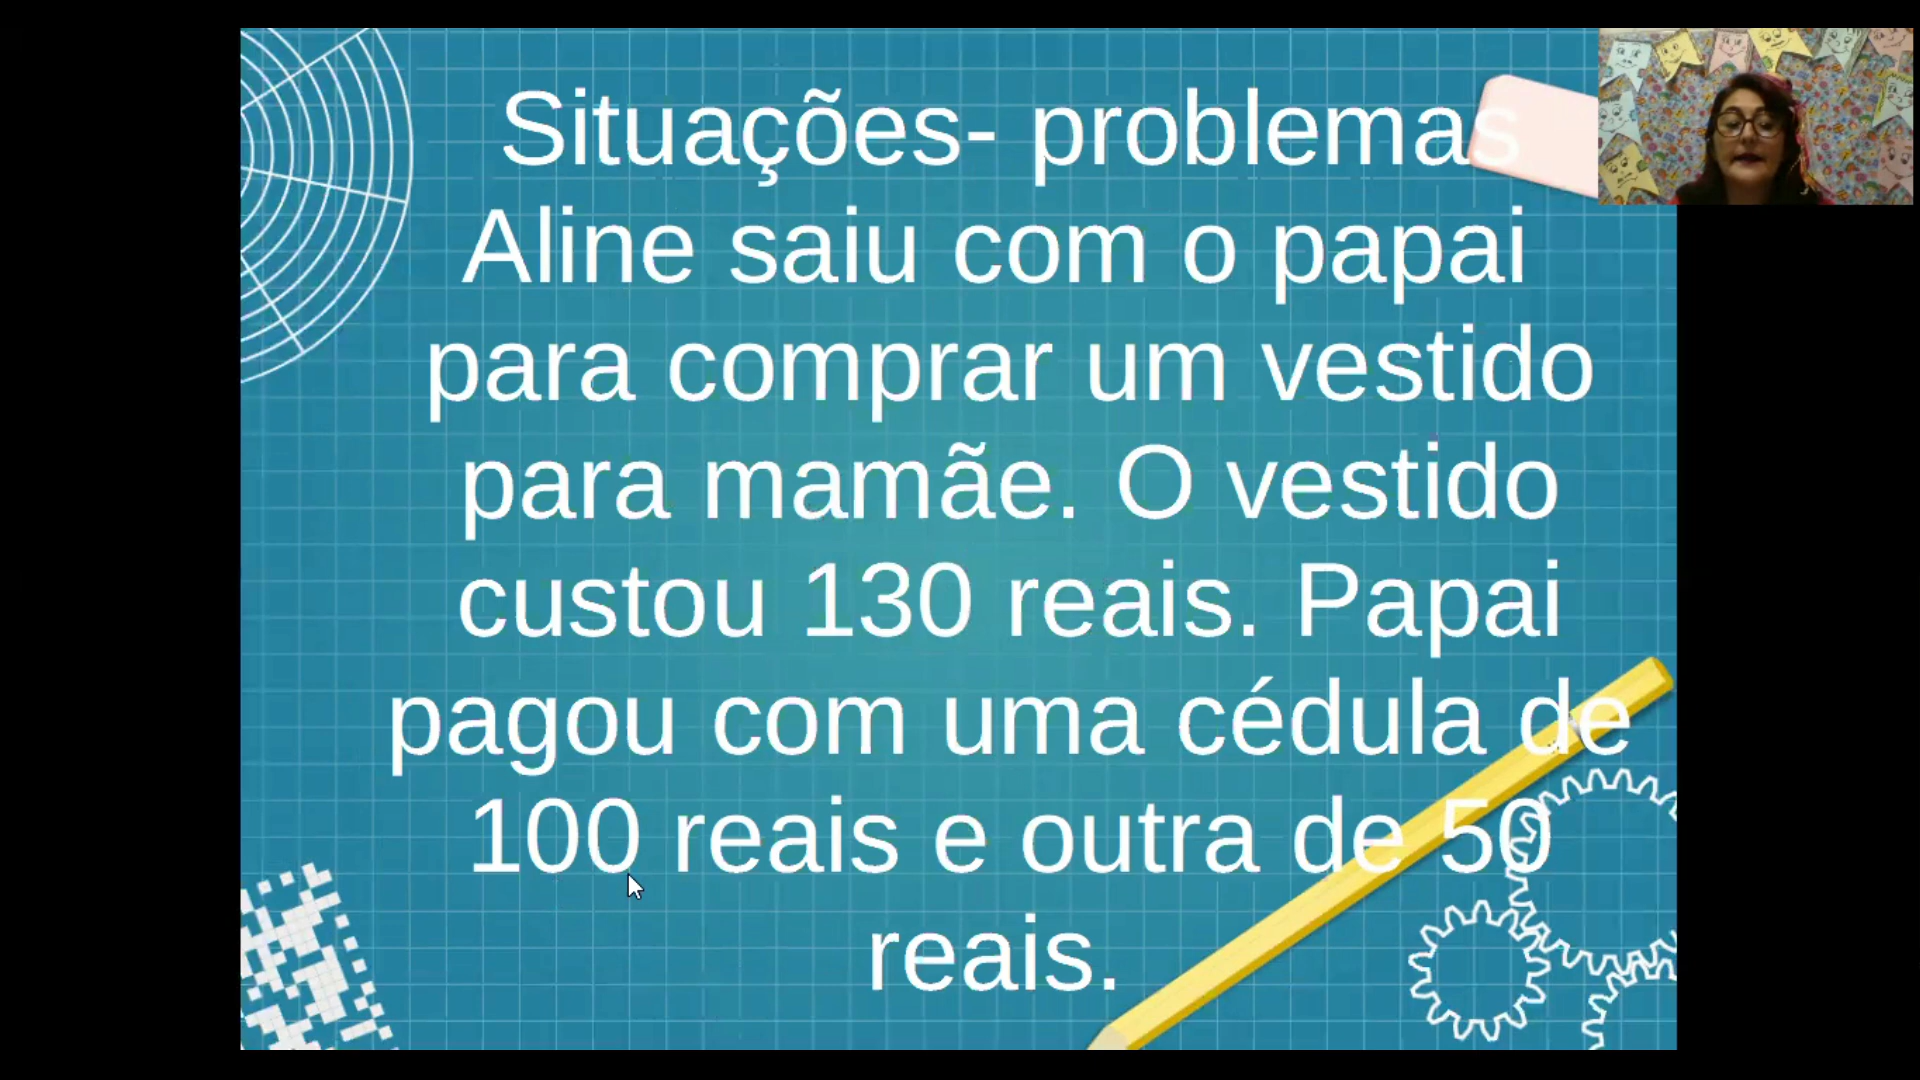 Situações- problemas
Aline saiu com o papai
para comprar um vestido
para mamãe. O vestido
custou 130 reais. Papai
pagou com uma cédula de
100 reais e outra de 50
reais.